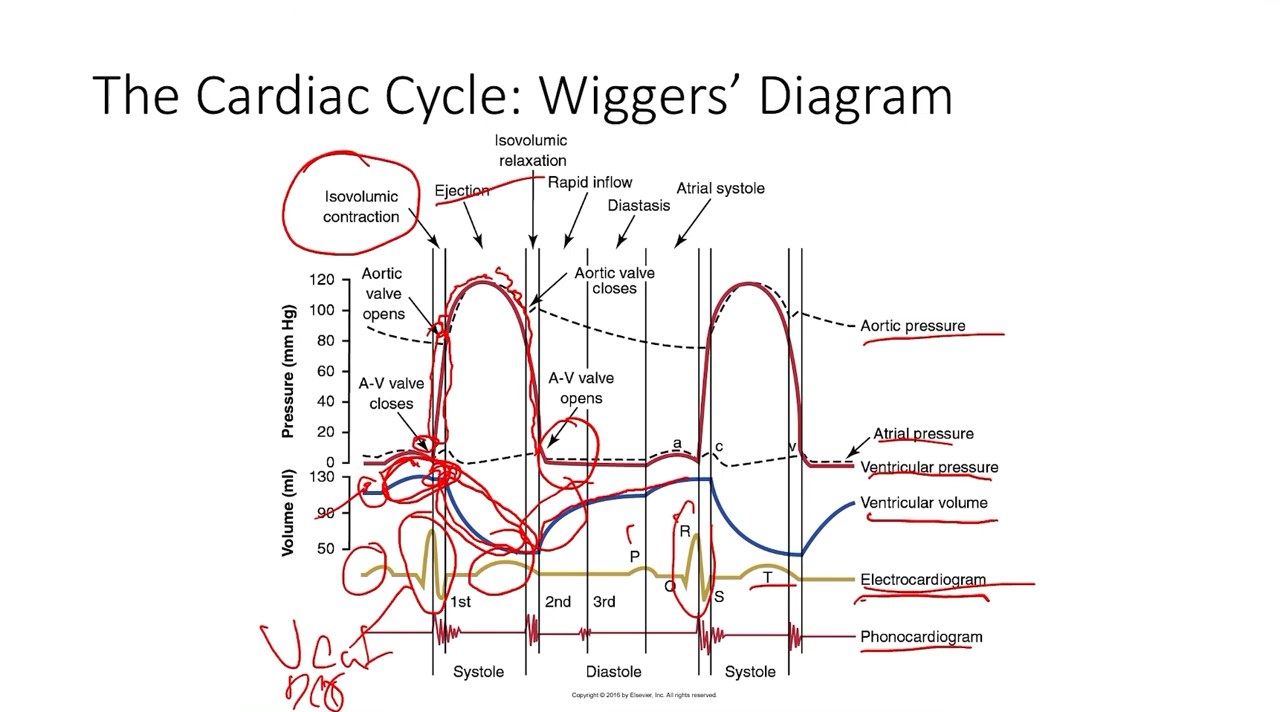 The Cardiac Cycle: Wiggers’ Diagram
Isovolumic
relaxation
Isovolumic
contraction
Ejection
Rapid inflow
Diastasis
Atrial systole
Aortic
valve
opens
Aortic valve
closes
A-V valve
closes
A-V valve
opens
Pressure (mm Hg)
120
100
80
60
40
20
0
Volume (ml)
130
90
50
a
c
v
Aortic pressure
Atrial pressure
Ventricular pressure
Ventricular volume
R
P
Q
S
T
Electrocardiogram
1st
2nd
3rd
Phonocardiogram
Systole
Diastole
Systole
Copyright © 2016 by Elsevier, Inc. All rights reserved.